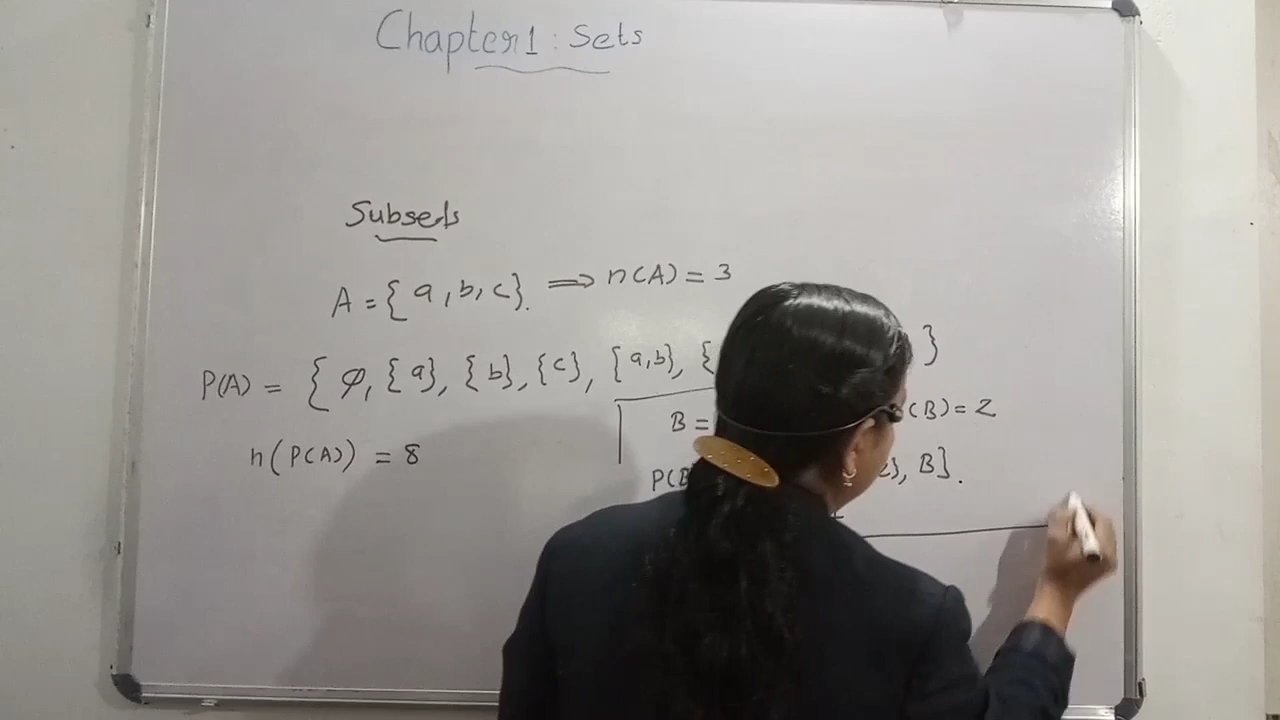 Chapter 1 : Sets
Subsets
A = { a, b, c }. ⟹ n(A) = 3
P(A) = { φ, {a}, {b}, {c}, {a,b}, { }
B = (B) = 2
n(P(A)) = 8
P(B }, B}.